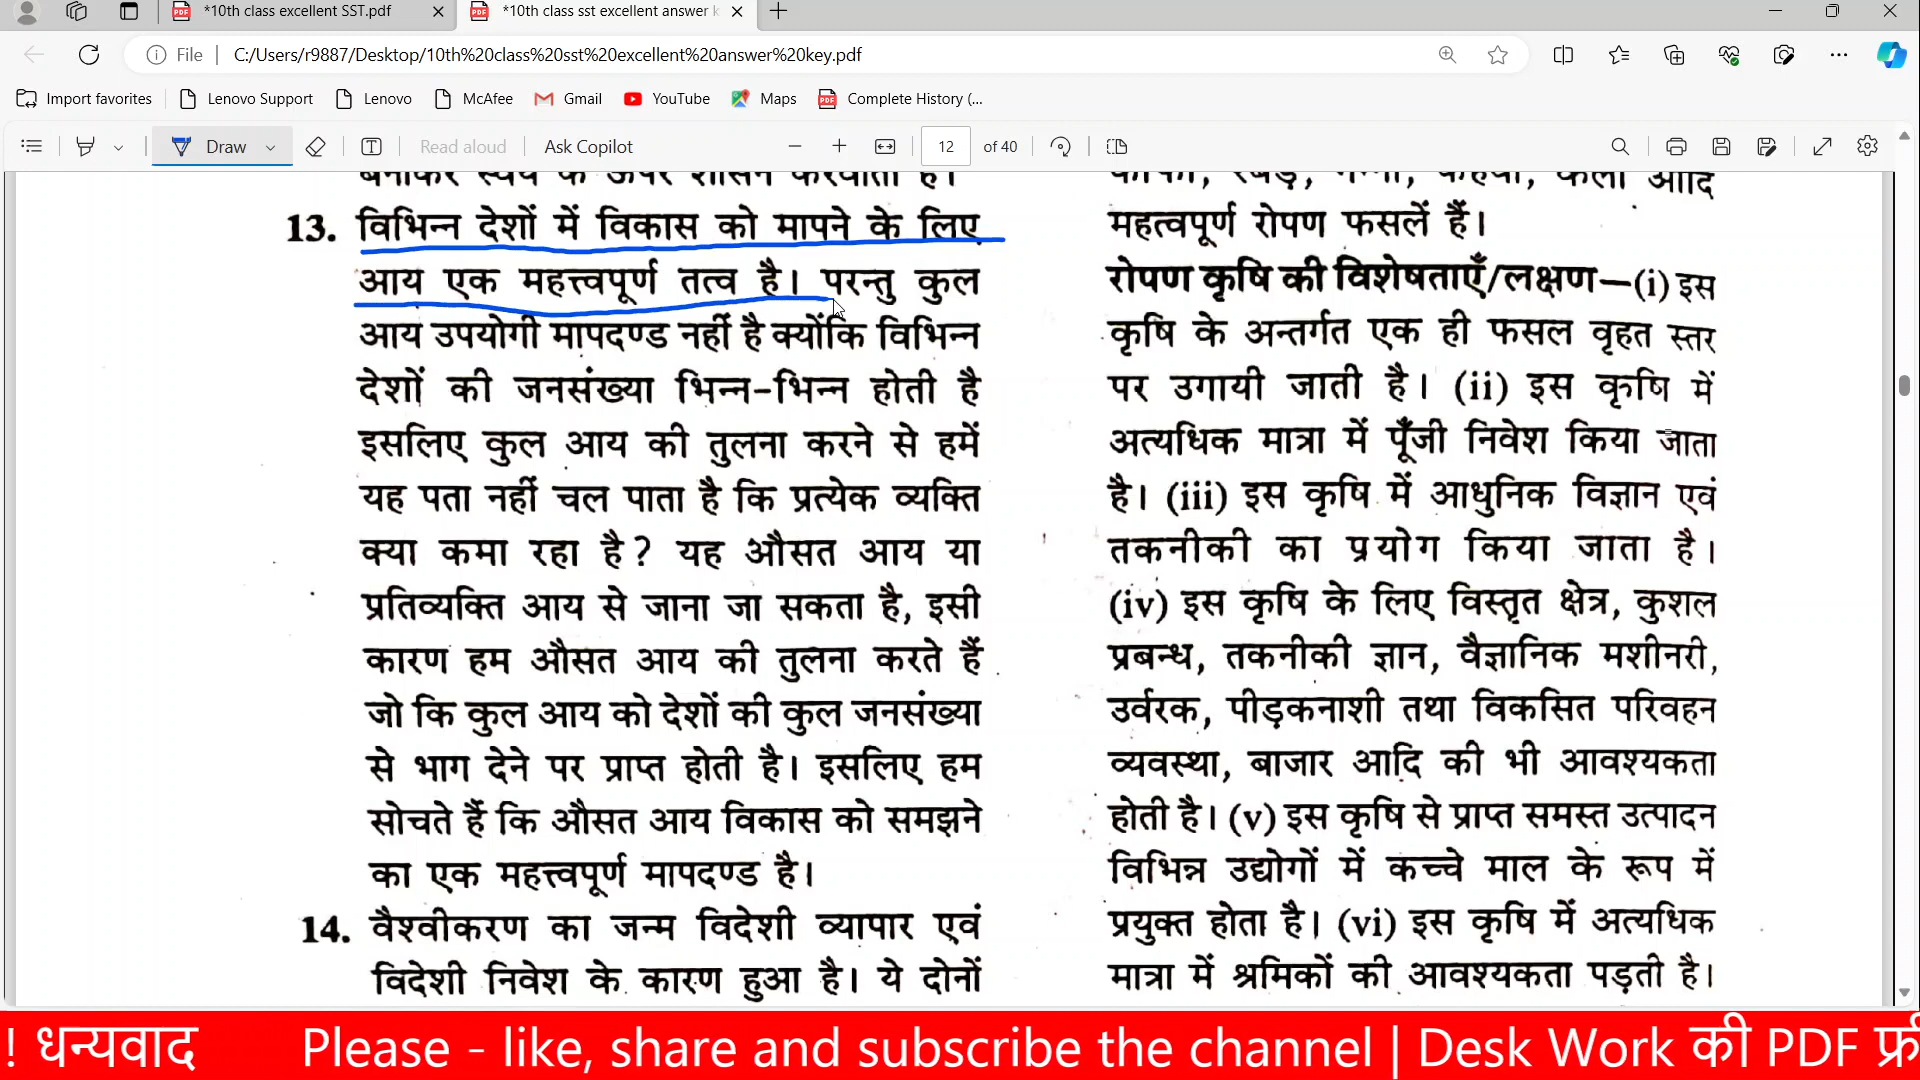 *10th class excellent SST.pdf
*10th class sst excellent answer k
File
C:/Users/r9887/Desktop/10th%20class%20sst%20excellent%20answer%20key.pdf
Import favorites
Lenovo Support
Lenovo
McAfee
Gmail
YouTube
Maps
Complete History (...
Draw
Read aloud
Ask Copilot
12
of 40
13. विभिन्न देशों में विकास को मापने के लिए
आय एक महत्त्वपूर्ण तत्व है। परन्तु कुल
आय उपयोगी मापदण्ड नहीं है क्योंकि विभिन्न
देशों की जनसंख्या भिन्न-भिन्न होती है
इसलिए कुल आय की तुलना करने से हमें
यह पता नहीं चल पाता है कि प्रत्येक व्यक्ति
क्या कमा रहा है? यह औसत आय या
प्रतिव्यक्ति आय से जाना जा सकता है, इसी
कारण हम औसत आय की तुलना करते हैं
जो कि कुल आय को देशों की कुल जनसंख्या
से भाग देने पर प्राप्त होती है। इसलिए हम
सोचते हैं कि औसत आय विकास को समझने
का एक महत्त्वपूर्ण मापदण्ड है।
14. वैश्वीकरण का जन्म विदेशी व्यापार एवं
विदेशी निवेश के कारण हुआ है। ये दोनों
आदि
महत्वपूर्ण रोपण फसलें हैं।
रोपण कृषि की विशेषताएँ/लक्षण–(i) इस
कृषि के अन्तर्गत एक ही फसल वृहत स्तर
पर उगायी जाती है। (ii) इस कृषि में
अत्यधिक मात्रा में पूँजी निवेश किया जाता
है। (iii) इस कृषि में आधुनिक विज्ञान एवं
तकनीकी का प्रयोग किया जाता है।
(iv) इस कृषि के लिए विस्तृत क्षेत्र, कुशल
प्रबन्ध, तकनीकी ज्ञान, वैज्ञानिक मशीनरी,
उर्वरक, पीड़कनाशी तथा विकसित परिवहन
व्यवस्था, बाजार आदि की भी आवश्यकता
होती है। (v) इस कृषि से प्राप्त समस्त उत्पादन
विभिन्न उद्योगों में कच्चे माल के रूप में
प्रयुक्त होता है। (vi) इस कृषि में अत्यधिक
मात्रा में श्रमिकों की आवश्यकता पड़ती है।
! धन्यवाद Please - like, share and subscribe the channel | Desk Work की PDF फ्री